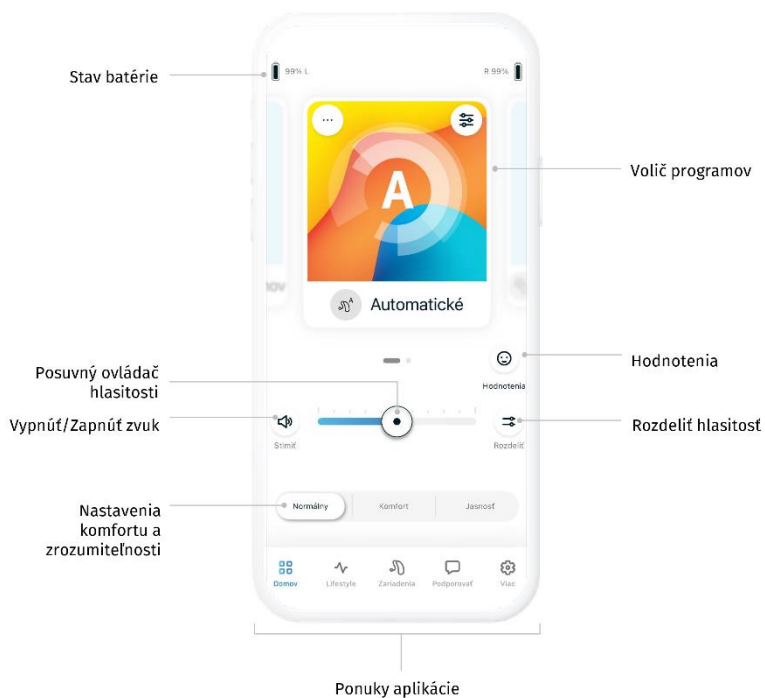 Stav batérie
99% L
R 99%
A
Volič programov
A
Automatické
Hodnotenia
Hodnotenia
Posuvný ovládač
hlasitosti
Vypnúť/Zapnúť zvuk
Stlmiť
Rozdeliť
Rozdeliť hlasitosť
Nastavenia
komfortu a
zrozumiteľnosti
Normálny
Komfort
Jasnosť
Domov
Lifestyle
Zariadenia
Podporovať
Viac
Ponuky aplikácie